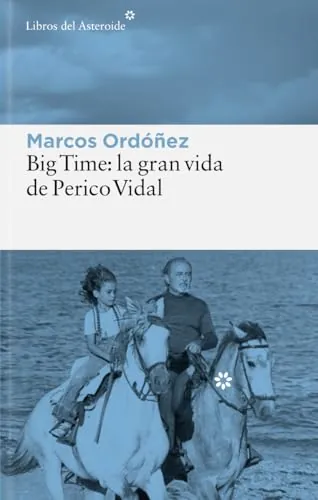 Libros del Asteroide
Marcos Ordóñez
Big Time: la gran vida
de Perico Vidal